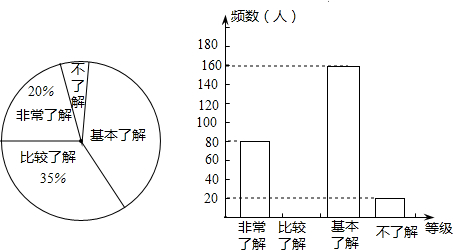 不
了
解
20%
非常了解
基本了解
比较了解
35%
频数（人）
180
160
140
120
100
80
60
40
20
非常
了解
比较
了解
基本
了解
不了解
等级